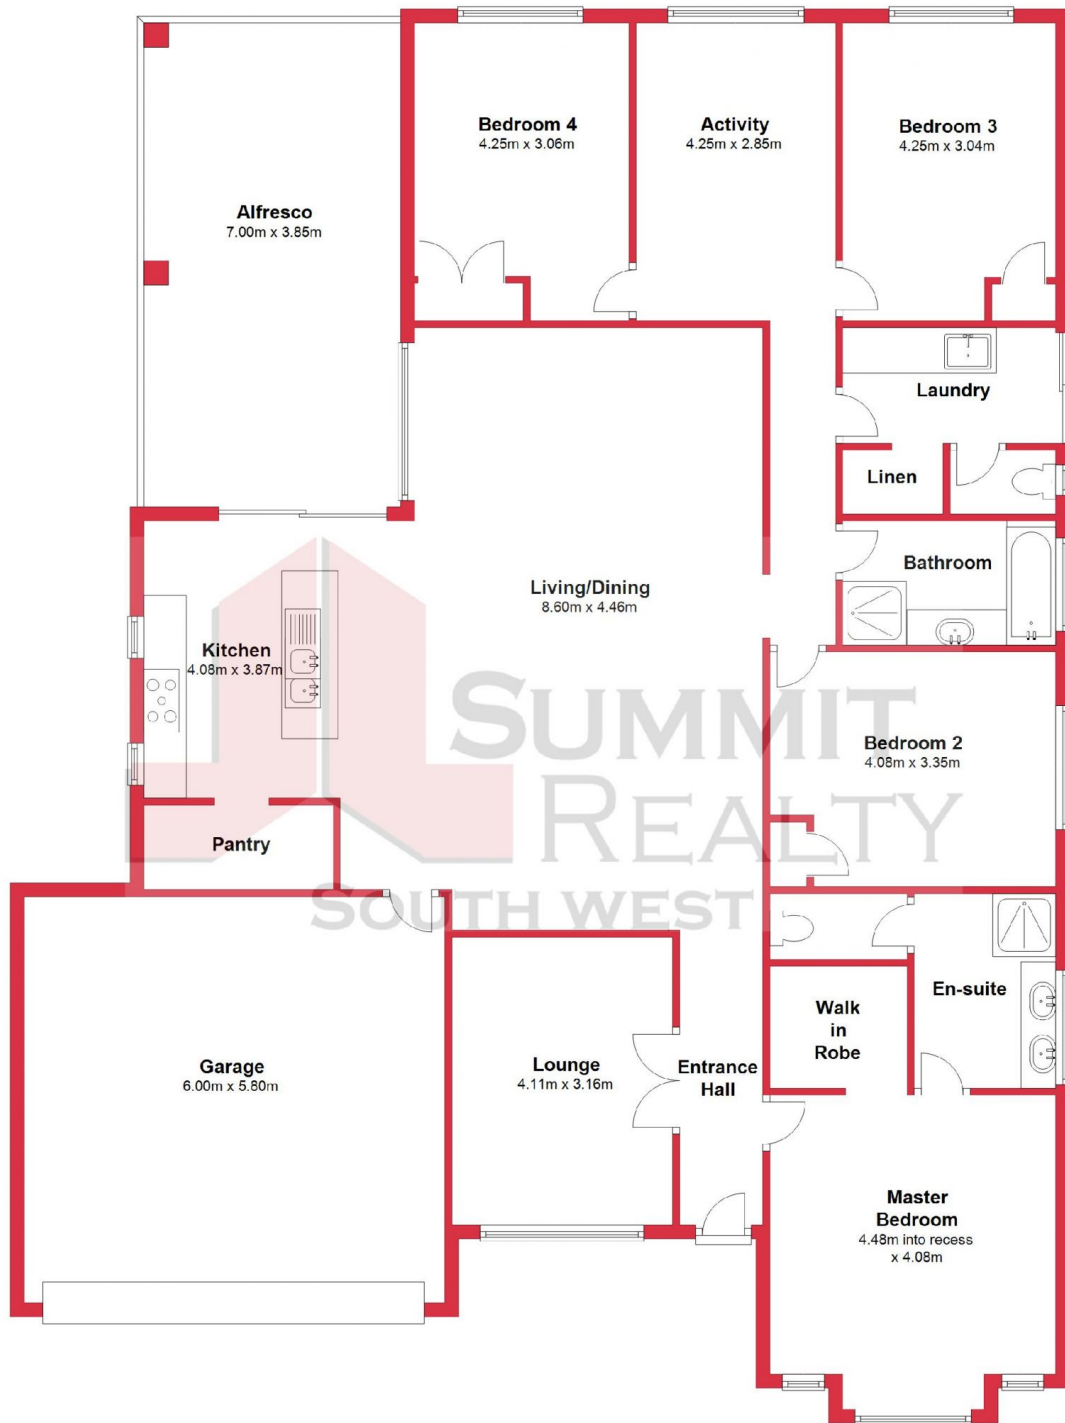 Bedroom 4
4.25m x 3.06m
Activity
4.25m x 2.85m
Bedroom 3
4.25m x 3.04m
Alfresco
7.00m x 3.85m
Laundry
Linen
Bathroom
Living/Dining
8.60m x 4.46m
Kitchen
4.08m x 3.87m
SUMMIT
REALTY
SOUTH WEST
Bedroom 2
4.08m x 3.35m
Pantry
En-suite
Walk
in
Robe
Garage
6.00m x 5.80m
Lounge
4.11m x 3.16m
Entrance
Hall
Master
Bedroom
4.48m into recess
x 4.08m